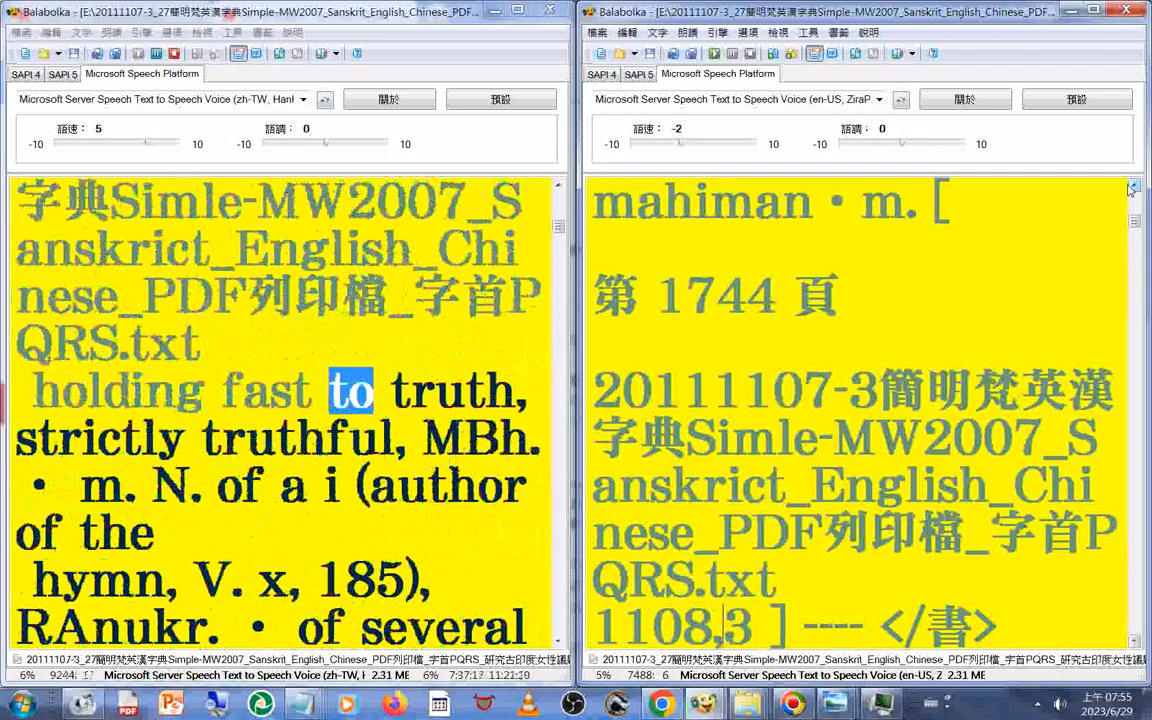 Balabolka - [E:\20111107-3_27簡明梵英漢字典Simple-MW2007_Sanskrit_English_Chinese_PDF...
檔案 編輯 文字 朗讀 引擎 選項 檢視 工具 書籤 說明
SAPI 4 SAPI 5 Microsoft Speech Platform
Microsoft Server Speech Text to Speech Voice (zh-TW, Hanl
關於 預設
語速： 5 語調： 0
-10 10 -10 10
字典Simle-MW2007_S
anskrict_English_Chi
nese_PDF列印檔_字首P
QRS.txt
holding fast to truth,
strictly truthful, MBh.
• m. N. of a i (author
of the
hymn, V. x, 185),
RAnukr. • of several
20111107-3_27簡明梵英漢字典Simple-MW2007_Sanskrit_English_Chinese_PDF列印檔_字首PQRS_研究古印度女性議
6% 9244: 1 Microsoft Speech Platform: Microsoft Server Speech Text to Speech Voice (zh-TW, H 2.31 ME 7:37:17 11:21:39
Balabolka - [E:\20111107-3_27簡明梵英漢字典Simple-MW2007_Sanskrit_English_Chinese_PDF...
檔案 編輯 文字 朗讀 引擎 選項 檢視 工具 書籤 說明
SAPI 4 SAPI 5 Microsoft Speech Platform
Microsoft Server Speech Text to Speech Voice (en-US, ZiraP
關於 預設
語速： -2 語調： 0
-10 10 -10 10
mahiman • m. [
第 1744 頁
20111107-3簡明梵英漢
字典Simle-MW2007_S
anskrict_English_Chi
nese_PDF列印檔_字首P
QRS.txt
1108,3 ] ---- </書>
20111107-3_27簡明梵英漢字典Simple-MW2007_Sanskrit_English_Chinese_PDF列印檔_字首PQRS_研究古印度女性議
5% 7488: 6 Microsoft Server Speech Text to Speech Voice (en-US, Z 2.31 ME
上午 07:55
2023/6/29